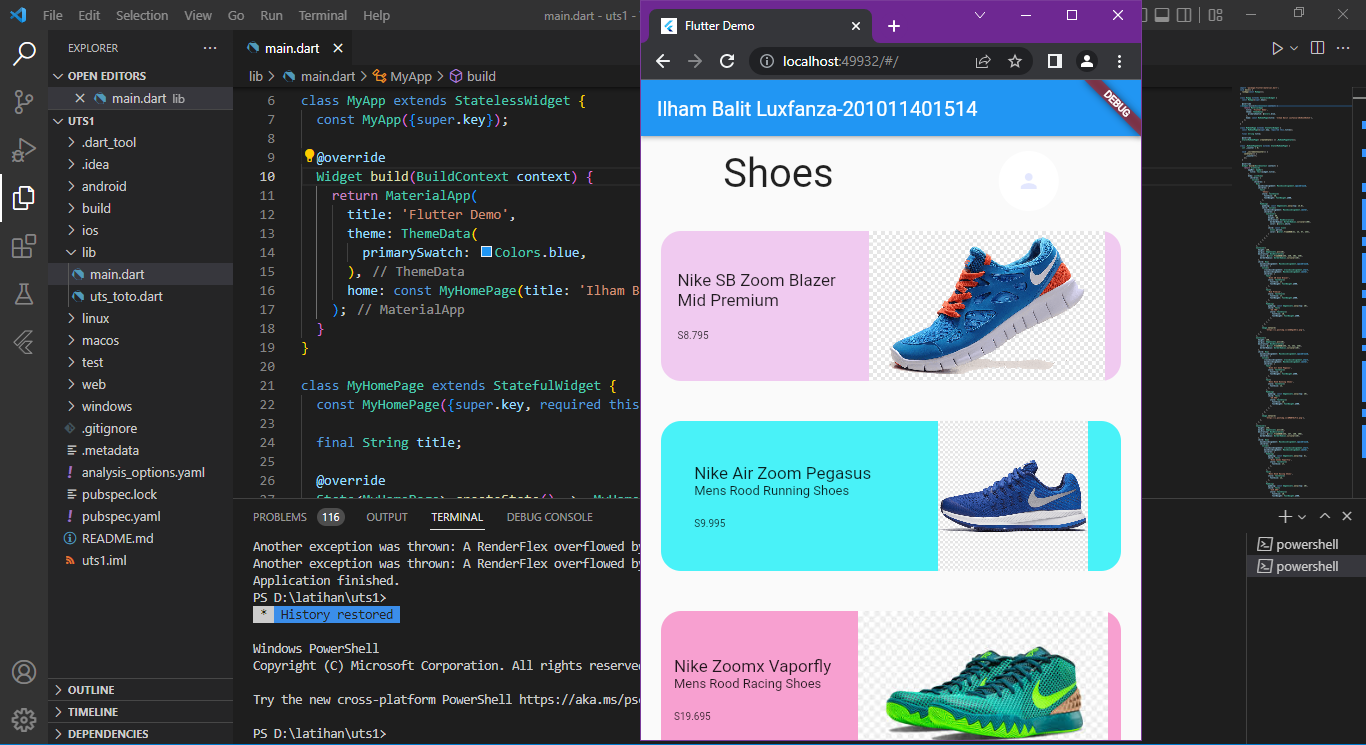 File Edit Selection View Go Run Terminal Help
main.dart - uts1 -
EXPLORER
OPEN EDITORS
main.dart lib
UTS1
.dart_tool
.idea
android
build
ios
lib
main.dart
uts_toto.dart
linux
macos
test
web
windows
.gitignore
.metadata
analysis_options.yaml
pubspec.lock
pubspec.yaml
README.md
uts1.iml
OUTLINE
TIMELINE
DEPENDENCIES
main.dart
lib > main.dart > MyApp > build
6 class MyApp extends StatelessWidget {
7 const MyApp({super.key});
8
9 @override
10 Widget build(BuildContext context) {
11 return MaterialApp(
12 title: 'Flutter Demo',
13 theme: ThemeData(
14 primarySwatch: Colors.blue,
15 ), // ThemeData
16 home: const MyHomePage(title: 'Ilham B
17 ); // MaterialApp
18 }
19 }
20
21 class MyHomePage extends StatefulWidget {
22 const MyHomePage({super.key, required this
23
24 final String title;
25
26 @override
PROBLEMS 116 OUTPUT TERMINAL DEBUG CONSOLE
Another exception was thrown: A RenderFlex overflowed by
Another exception was thrown: A RenderFlex overflowed by
Application finished.
PS D:\latihan\uts1>
* History restored
Windows PowerShell
Copyright (C) Microsoft Corporation. All rights reserve
Try the new cross-platform PowerShell https://aka.ms/ps
PS D:\latihan\uts1>
powershell
powershell
Flutter Demo
localhost:49932/#/
Ilham Balit Luxfanza-201011401514
DEBUG
Shoes
Nike SB Zoom Blazer
Mid Premium
S8.795
Nike Air Zoom Pegasus
Mens Rood Running Shoes
S9.995
Nike Zoomx Vaporfly
Mens Rood Racing Shoes
S19.695